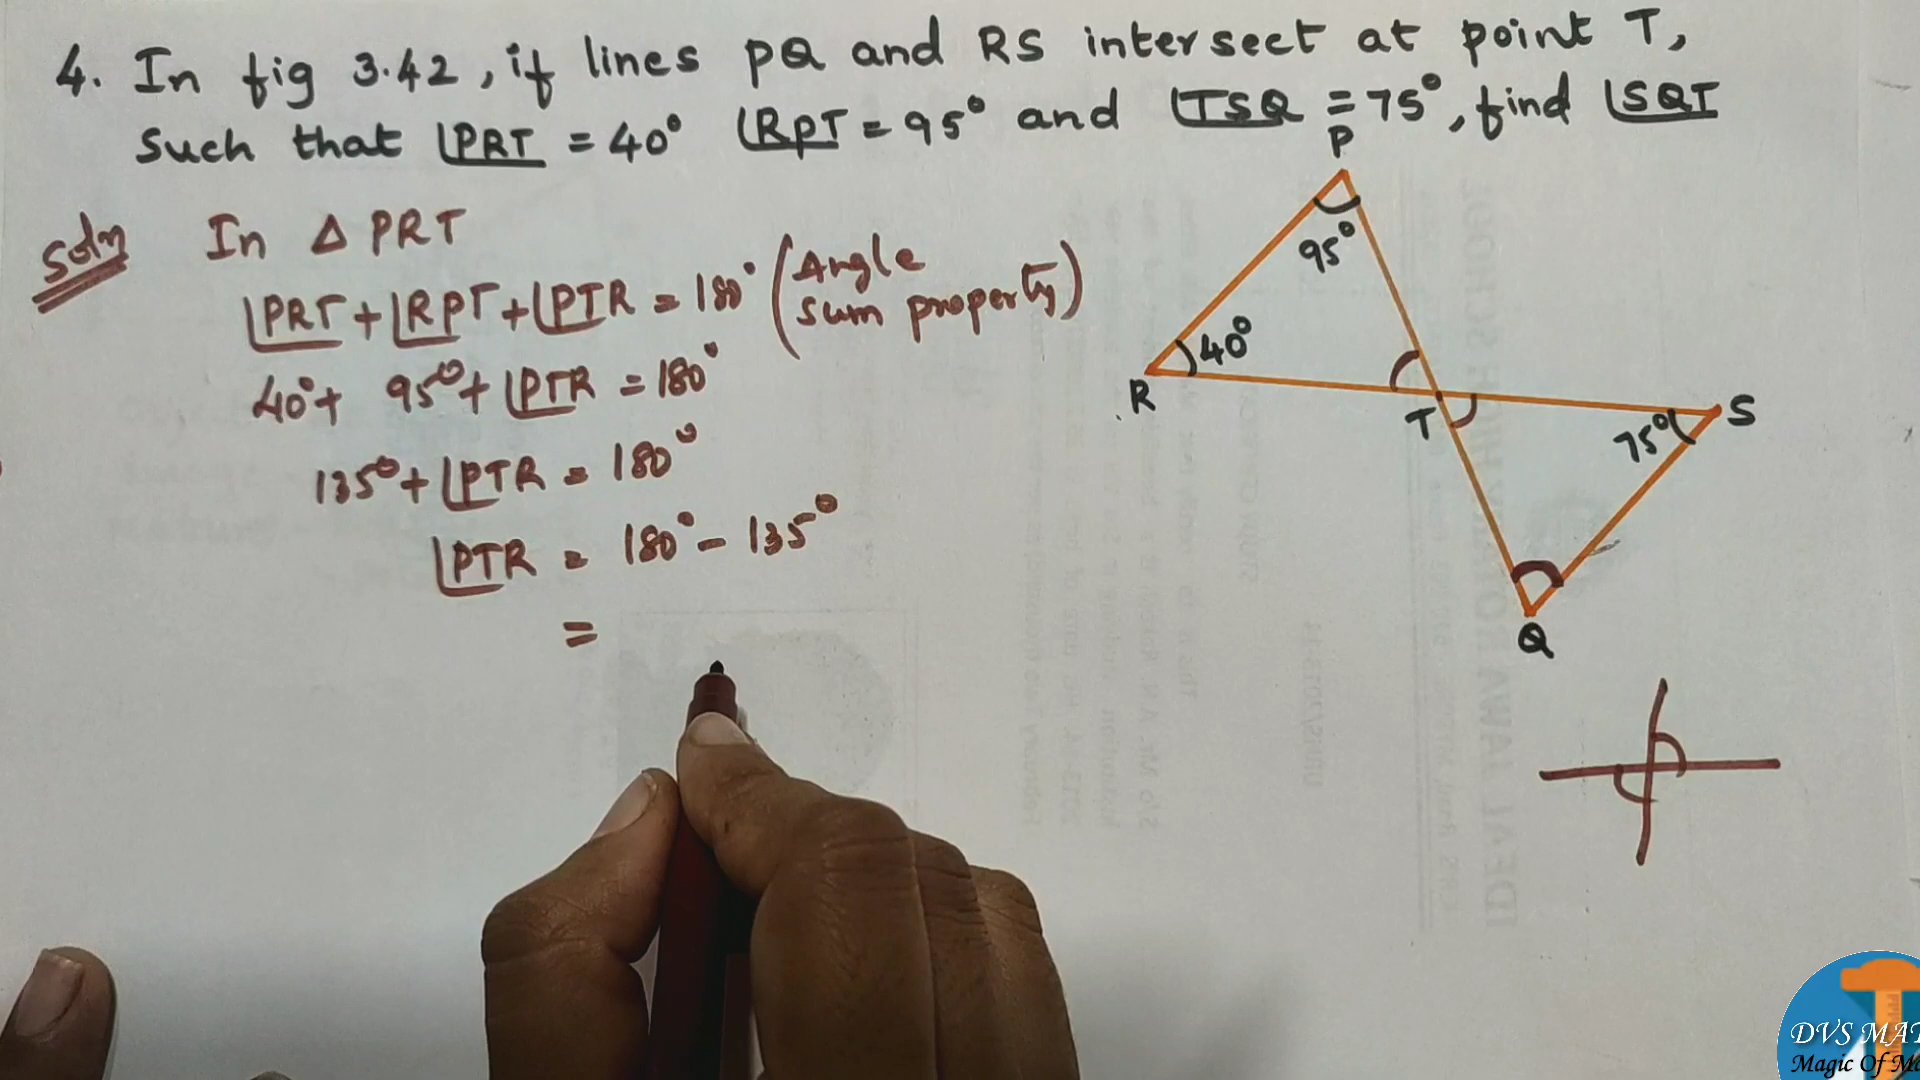 4. In fig 3.42, if lines PQ and RS intersect at point T,
such that ∠PRT = 40° ∠RPT = 95° and ∠TSQ = 75°, find ∠SQT
Soln In Δ PRT
∠PRT + ∠RPT + ∠PTR = 180° (Angle sum property)
40° + 95° + ∠PTR = 180°
135° + ∠PTR = 180°
∠PTR = 180° - 135°
=
P
95°
40°
R
T
75°
S
Q
DVS MA
Magic Of M